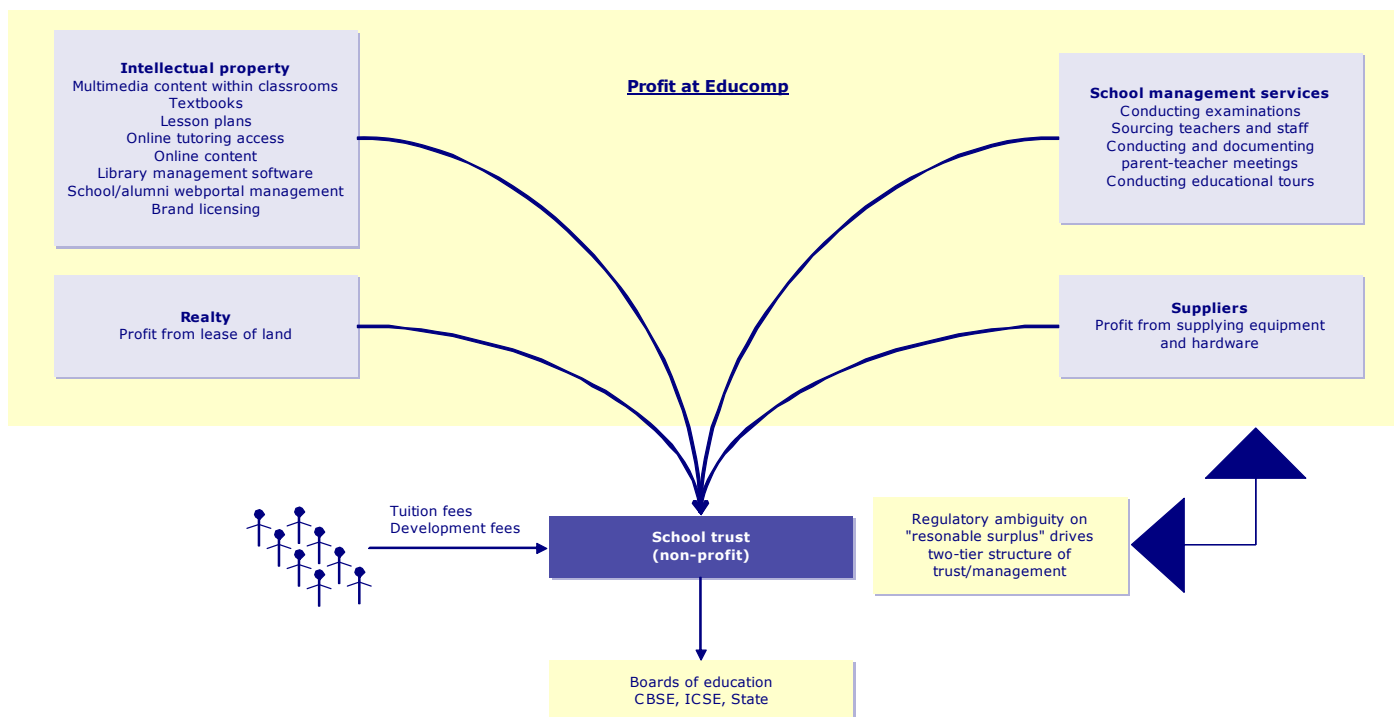 Profit at Educomp
Intellectual property
Multimedia content within classrooms
Textbooks
Lesson plans
Online tutoring access
Online content
Library management software
School/alumni webportal management
Brand licensing
School management services
Conducting examinations
Sourcing teachers and staff
Conducting and documenting
parent-teacher meetings
Conducting educational tours
Realty
Profit from lease of land
Suppliers
Profit from supplying equipment
and hardware
Tuition fees
Development fees
School trust
(non-profit)
Regulatory ambiguity on
"resonable surplus" drives
two-tier structure of
trust/management
Boards of education
CBSE, ICSE, State